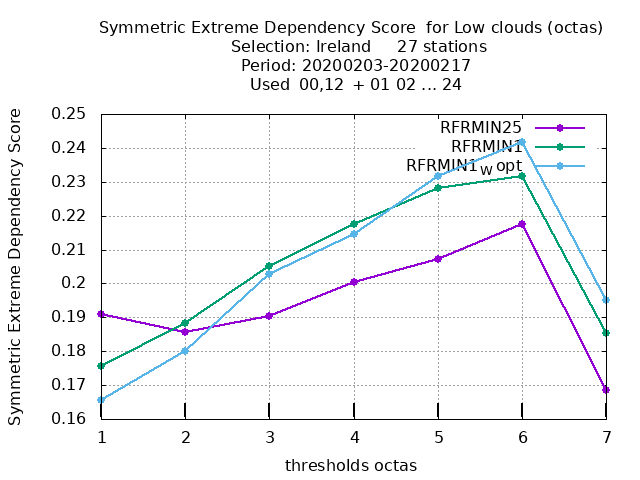 Symmetric Extreme Dependency Score for Low clouds (octas)
Selection: Ireland 27 stations
Period: 20200203-20200217
Used 00,12 + 01 02 ... 24
Symmetric Extreme Dependency Score
0.25
0.24
0.23
0.22
0.21
0.2
0.19
0.18
0.17
0.16
RFRMIN25
RFRMIN1
RFRMIN1w opt
1 2 3 4 5 6 7
thresholds octas